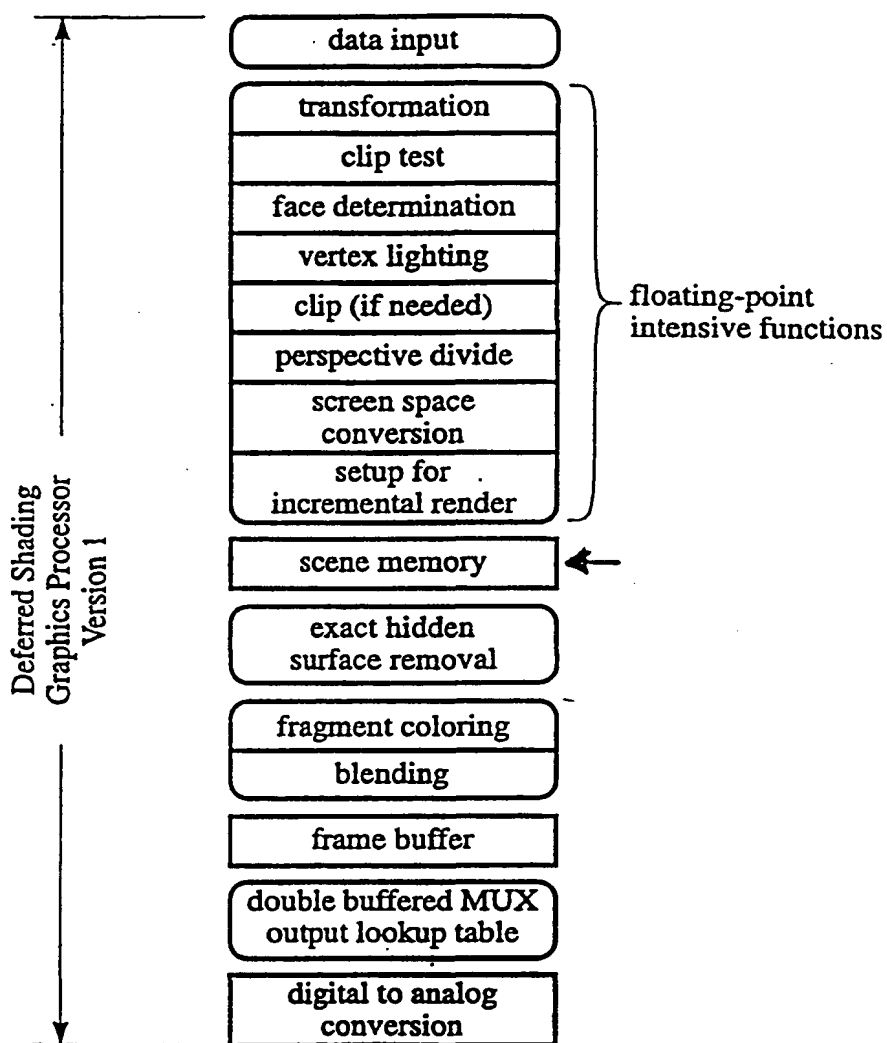 data input
transformation
clip test
face determination
vertex lighting
clip (if needed)
perspective divide
screen space
conversion
setup for
incremental render
floating-point
intensive functions
scene memory
exact hidden
surface removal
fragment coloring
blending
frame buffer
double buffered MUX
output lookup table
digital to analog
conversion
Deferred Shading
Graphics Processor
Version 1